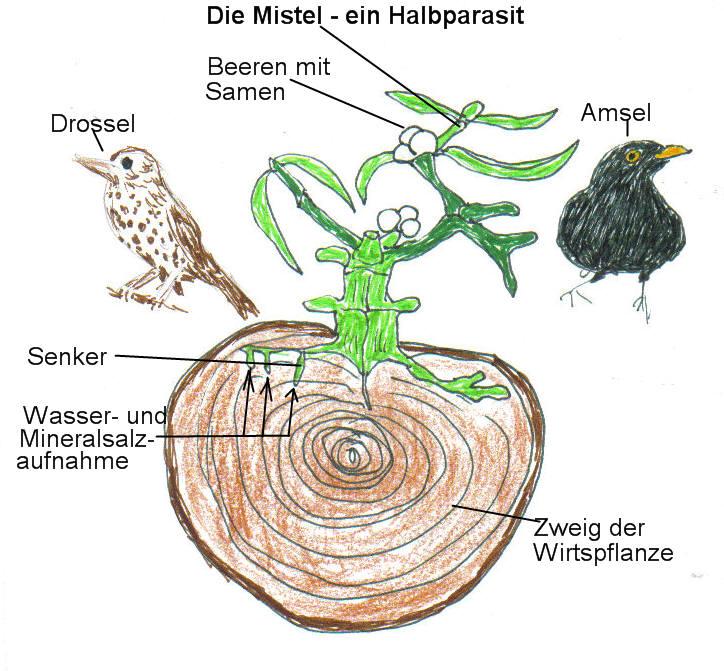 Die Mistel - ein Halbparasit
Beeren mit
Samen
Drossel
Amsel
Senker
Wasser- und
Mineralsalz-
aufnahme
Zweig der
Wirtspflanze